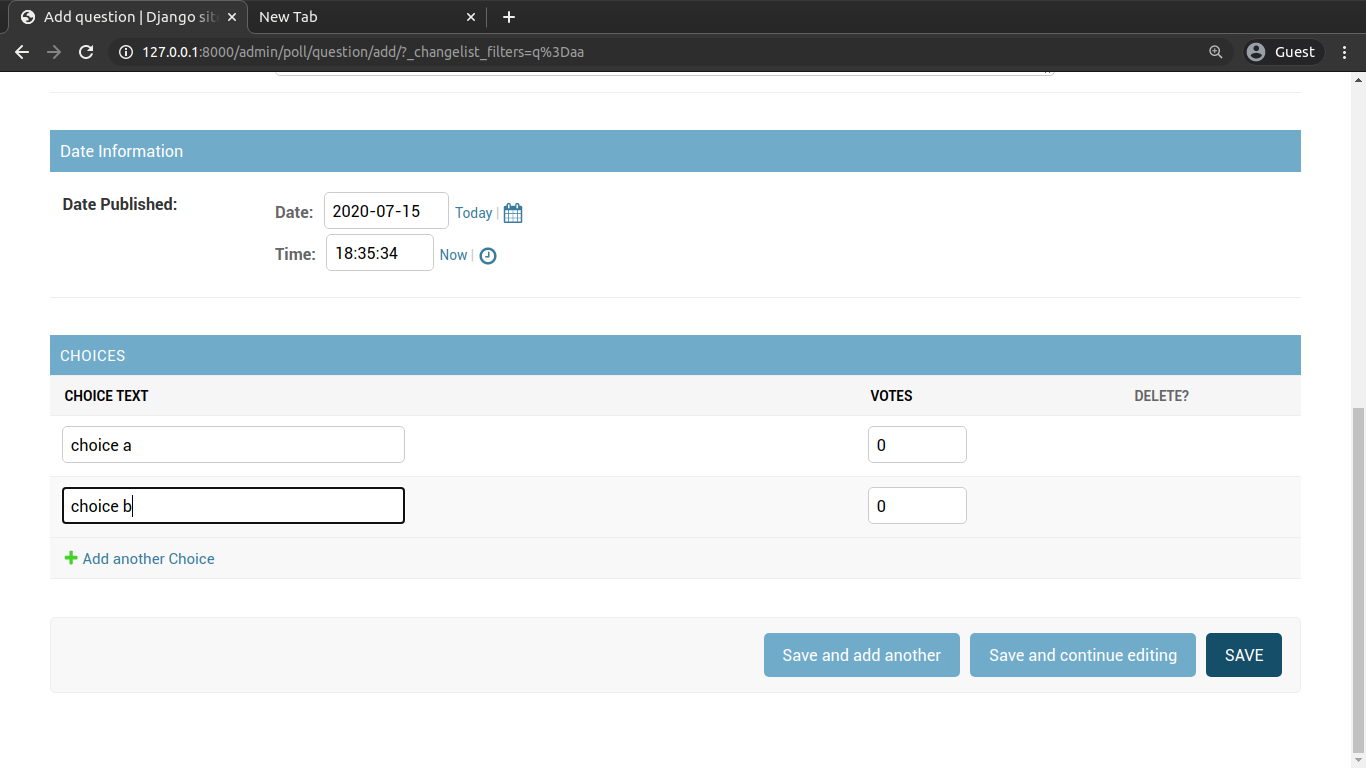 Add question | Django sit
New Tab
127.0.0.1:8000/admin/poll/question/add/?_changelist_filters=q%3Daa
Guest
Date Information
Date Published:
Date: 2020-07-15 Today |
Time: 18:35:34 Now |
CHOICES
CHOICE TEXT VOTES DELETE?
choice a 0
choice b 0
Add another Choice
Save and add another Save and continue editing SAVE